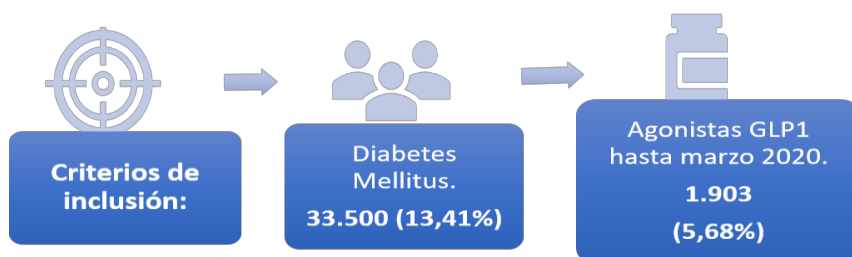 Criterios de
inclusión:
Diabetes
Mellitus.
33.500 (13,41%)
Agonistas GLP1
hasta marzo 2020.
1.903
(5,68%)